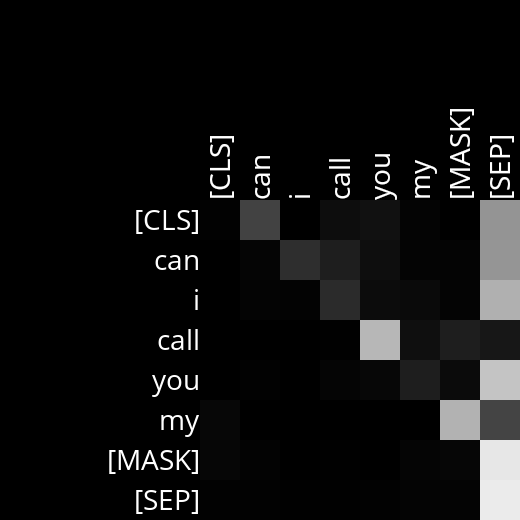 [CLS] can i call you my [MASK] [SEP]
[CLS]
can
i
call
you
my
[MASK]
[SEP]